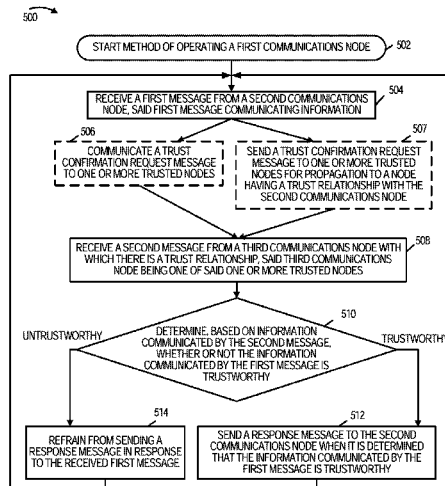 500
START METHOD OF OPERATING A FIRST COMMUNICATIONS NODE
502
RECEIVE A FIRST MESSAGE FROM A SECOND COMMUNICATIONS
NODE, SAID FIRST MESSAGE COMMUNICATING INFORMATION
504
506
COMMUNICATE A TRUST
CONFIRMATION REQUEST MESSAGE
TO ONE OR MORE TRUSTED NODES
507
SEND A TRUST CONFIRMATION REQUEST
MESSAGE TO ONE OR MORE TRUSTED
NODES FOR PROPAGATION TO A NODE
HAVING A TRUST RELATIONSHIP WITH THE
SECOND COMMUNICATIONS NODE
508
RECEIVE A SECOND MESSAGE FROM A THIRD COMMUNICATIONS NODE WITH
WHICH THERE IS A TRUST RELATIONSHIP, SAID THIRD COMMUNICATIONS
NODE BEING ONE OF SAID ONE OR MORE TRUSTED NODES
510
DETERMINE, BASED ON INFORMATION
COMMUNICATED BY THE SECOND MESSAGE,
WHETHER OR NOT THE INFORMATION
COMMUNICATED BY THE FIRST MESSAGE IS
TRUSTWORTHY
UNTRUSTWORTHY
TRUSTWORTHY
514
REFRAIN FROM SENDING A
RESPONSE MESSAGE IN RESPONSE
TO THE RECEIVED FIRST MESSAGE
512
SEND A RESPONSE MESSAGE TO THE SECOND
COMMUNICATIONS NODE WHEN IT IS DETERMINED
THAT THE INFORMATION COMMUNICATED BY
THE FIRST MESSAGE IS TRUSTWORTHY